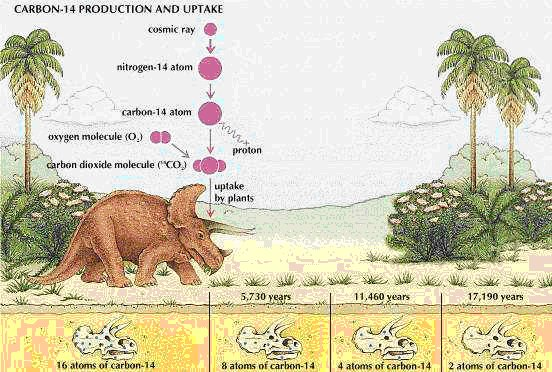 CARBON-14 PRODUCTION AND UPTAKE
cosmic ray
nitrogen-14 atom
carbon-14 atom
proton
oxygen molecule (O₂)
carbon dioxide molecule (¹⁴CO₂)
uptake
by plants
5,730 years
11,460 years
17,190 years
16 atoms of carbon-14
8 atoms of carbon-14
4 atoms of carbon-14
2 atoms of carbon-14